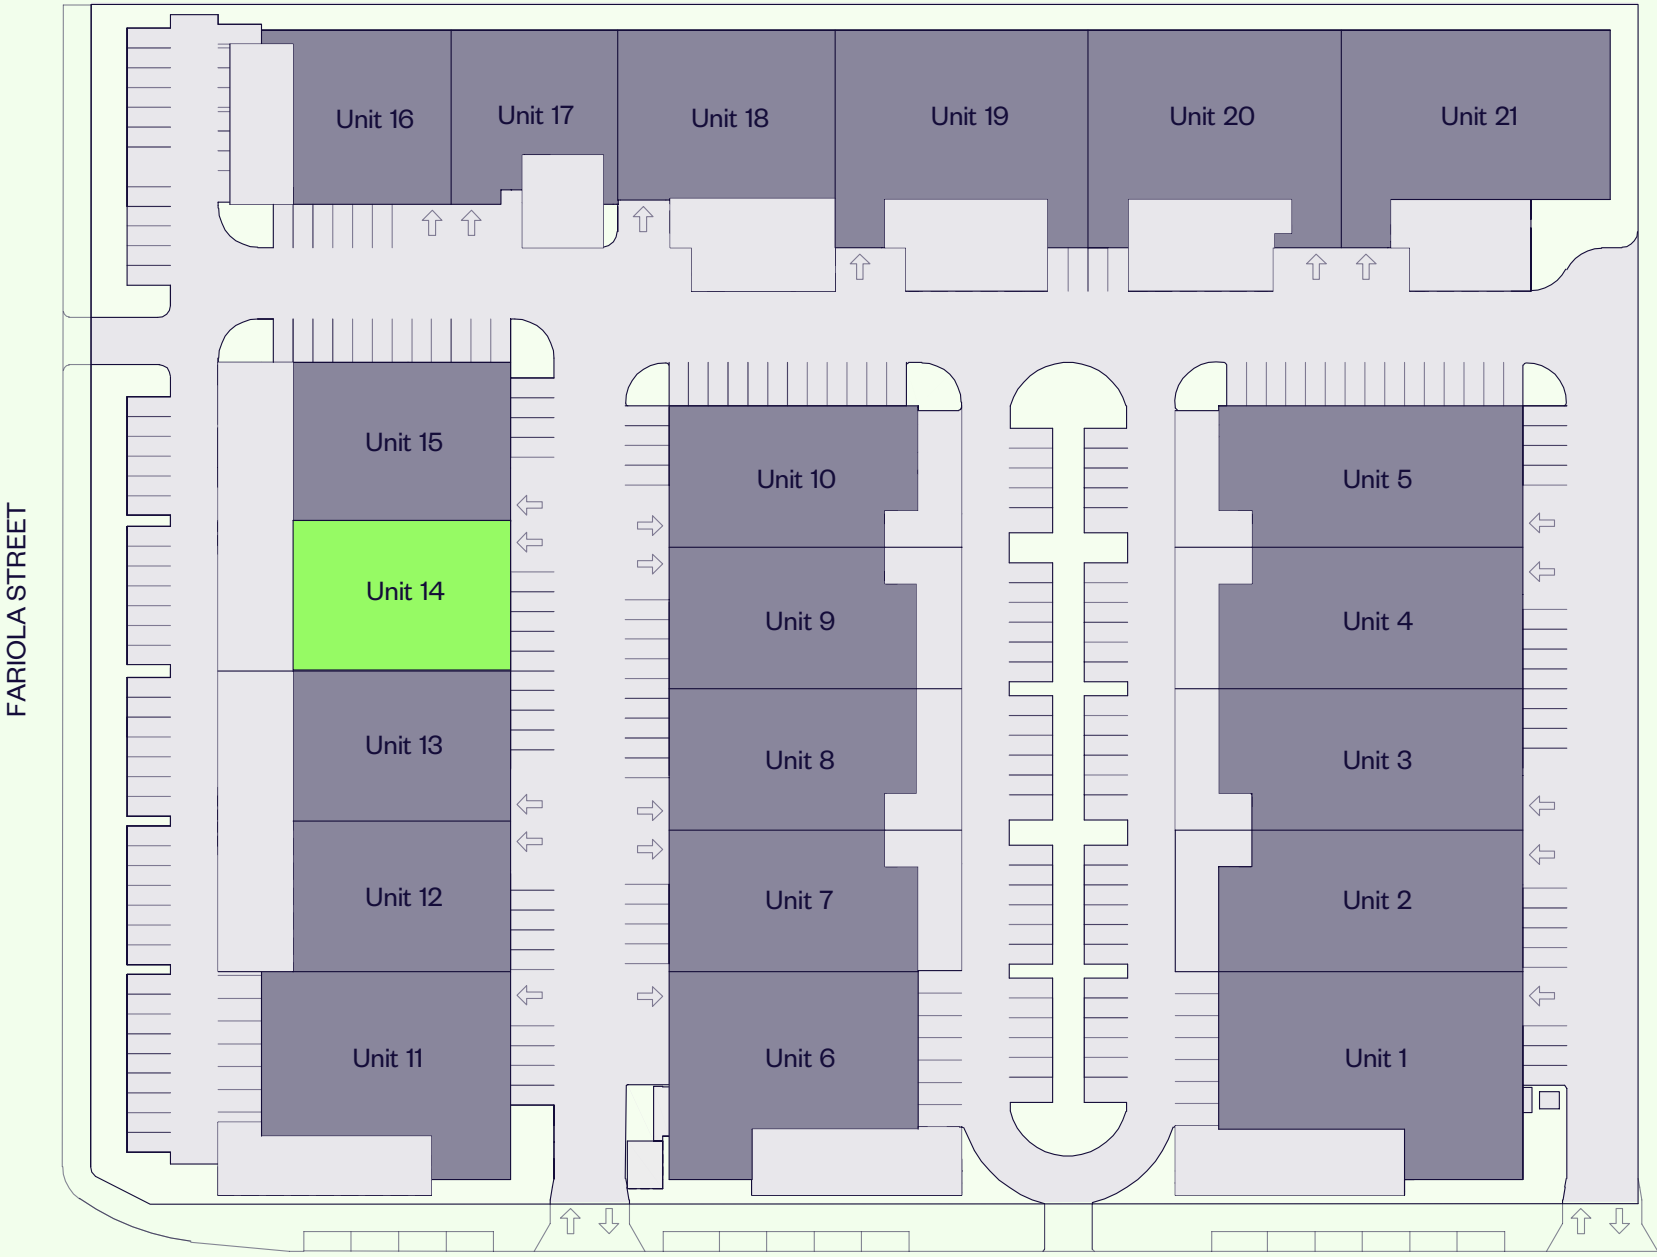 Unit 16
Unit 17
Unit 18
Unit 19
Unit 20
Unit 21
Unit 15
Unit 10
Unit 5
Unit 14
Unit 9
Unit 4
Unit 13
Unit 8
Unit 3
Unit 12
Unit 7
Unit 2
Unit 11
Unit 6
Unit 1
FARIOLA STREET